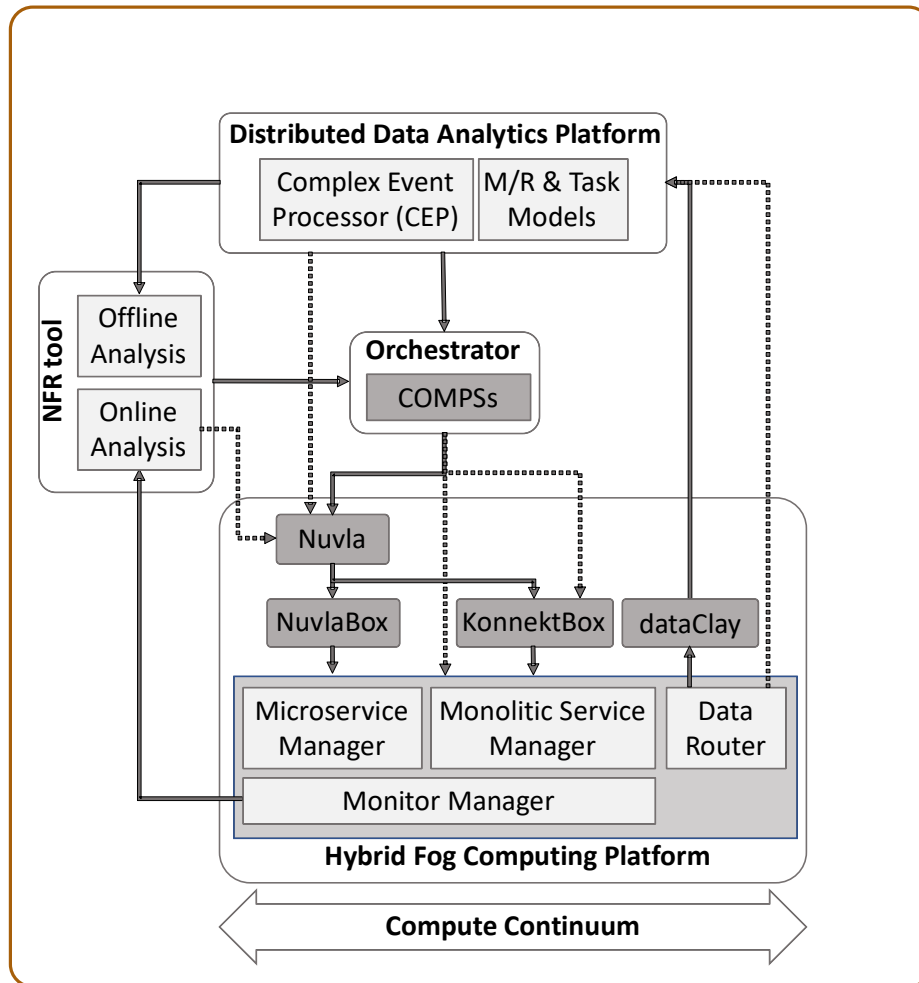 Distributed Data Analytics Platform
Complex Event
Processor (CEP)
M/R & Task
Models
NFR tool
Offline
Analysis
Online
Analysis
Orchestrator
COMPSs
Nuvla
NuvlaBox
KonnektBox
dataClay
Microservice
Manager
Monolitic Service
Manager
Data
Router
Monitor Manager
Hybrid Fog Computing Platform
Compute Continuum